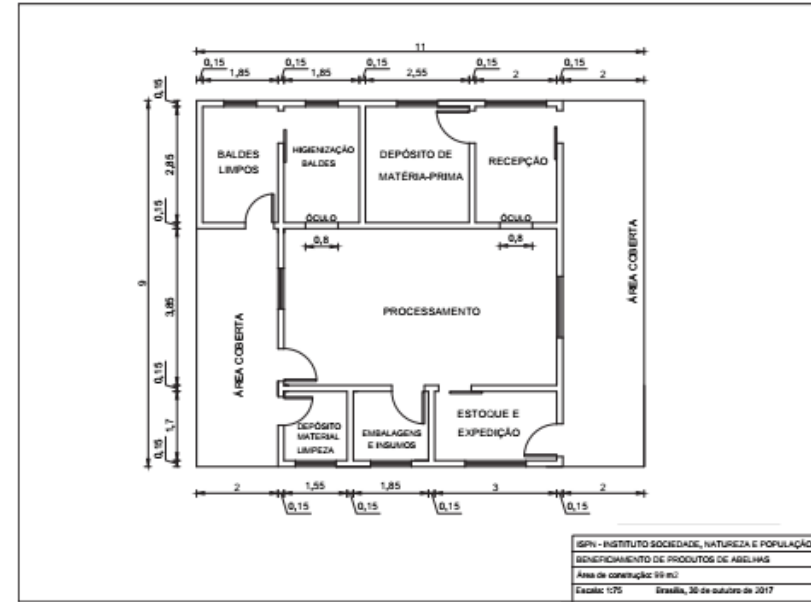 11
0,15
0,15
0,15
0,15
0,15
1,85
1,85
2,55
2
2
0,15
2,85
0,15
3,85
0,15
1,7
0,15
9
BALDES
LIMPOS
HIGIENIZAÇÃO
BALDES
DEPÓSITO DE
MATÉRIA-PRIMA
RECEPÇÃO
ÓCULO
ÓCULO
0,8
0,8
ÁREA COBERTA
PROCESSAMENTO
ÁREA COBERTA
DEPÓSITO
MATERIAL
LIMPEZA
EMBALAGENS
E INSUMOS
ESTOQUE E
EXPEDIÇÃO
2
1,55
1,85
3
2
0,15
0,15
0,15
0,15
ISPN - INSTITUTO SOCIEDADE, NATUREZA E POPULAÇÃO
BENEFICIAMENTO DE PRODUTOS DE ABELHAS
Área de construção: 99 m2
Escala: 1:75 Brasília, 30 de outubro de 2017